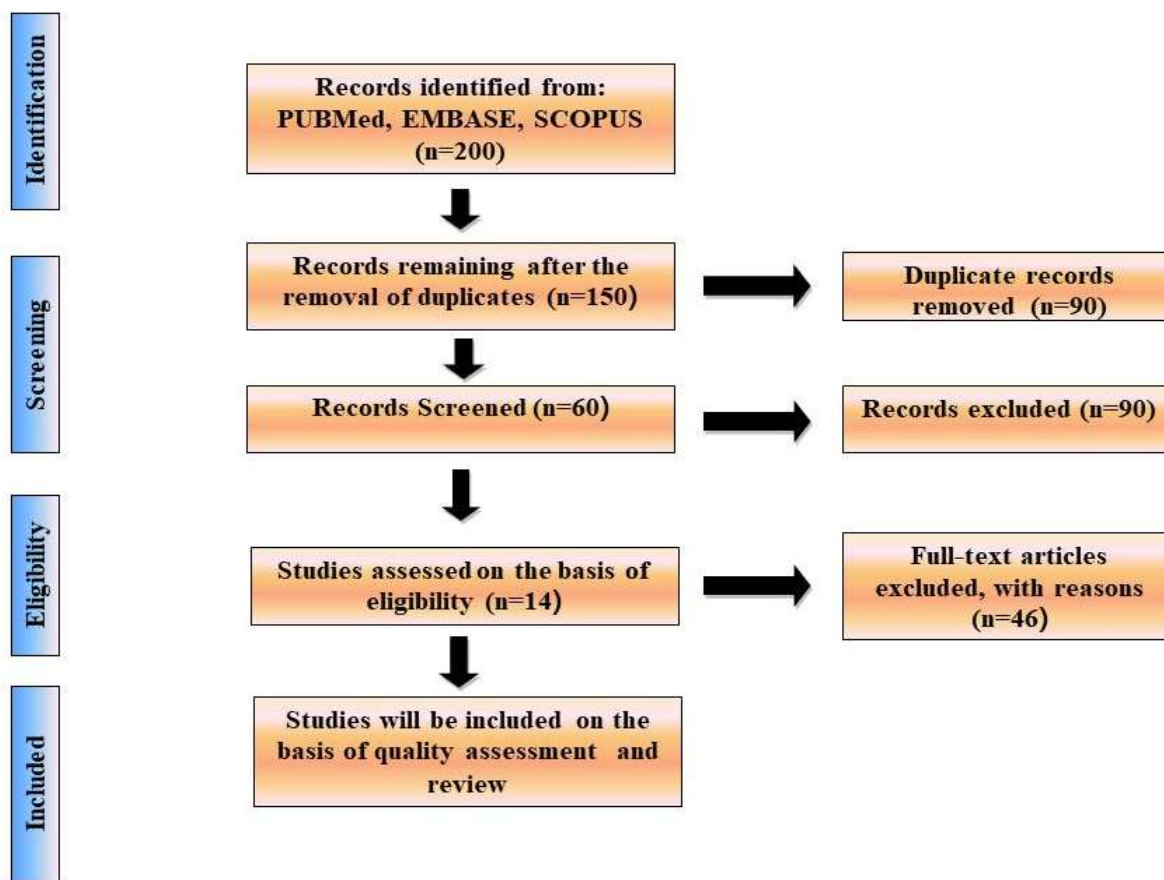 Identification
Records identified from:
PUBMed, EMBASE, SCOPUS
(n=200)
Screening
Records remaining after the
removal of duplicates (n=150)
Duplicate records
removed (n=90)
Records Screened (n=60)
Records excluded (n=90)
Eligibility
Studies assessed on the basis of
eligibility (n=14)
Full-text articles
excluded, with reasons
(n=46)
Included
Studies will be included on the
basis of quality assessment and
review